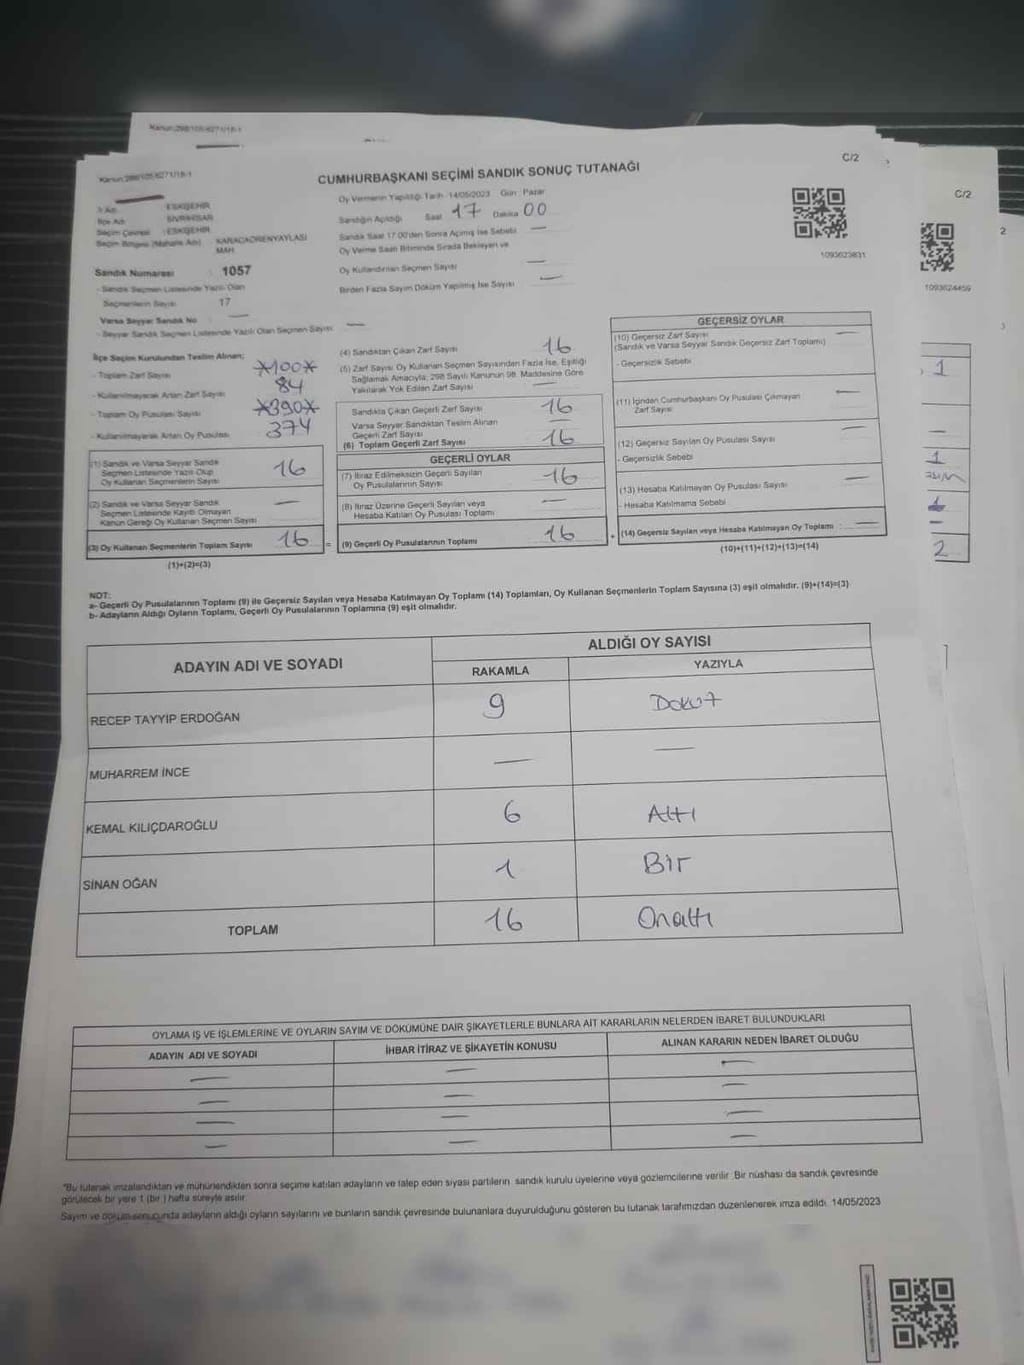 Kanun:298/105-6271/18-1
C/2
Kanun:298/105-6271/18-1
CUMHURBAŞKANI SEÇİMİ SANDIK SONUÇ TUTANAĞI
C/2
İl Adı : ESKİŞEHİR
İlçe Adı : SİVRİHİSAR
Seçim Çevresi : ESKİŞEHİR
Seçim Bölgesi (Mahalle Adı) : KARACAÖRENYAYLASI MAH.
Sandık Numarası : 1057
- Sandık Seçmen Listesinde Yazılı Olan
Seçmenlerin Sayısı : 17
Varsa Seyyar Sandık No : —
- Seyyar Sandık Seçmen Listesinde Yazılı Olan Seçmen Sayısı : —
Oy Vermenin Yapıldığı Tarih : 14/05/2023 Gün : Pazar
Sandığın Açıldığı Saat 17 Dakika 00
Sandık Saat 17.00'den Sonra Açılmış İse Sebebi : —
Oy Verme Saati Bitiminde Sırada Bekleyen ve
Oy Kullandırılan Seçmen Sayısı : —
Birden Fazla Sayım Döküm Yapılmış İse Sayısı : —
1093623831
1093624459
İlçe Seçim Kurulundan Teslim Alınan;
- Toplam Zarf Sayısı : *100*
- Kullanılmayarak Artan Zarf Sayısı : 84
- Toplam Oy Pusulası Sayısı : *390*
- Kullanılmayarak Artan Oy Pusulası : 374
(1) Sandık ve Varsa Seyyar Sandık
Seçmen Listesinde Yazılı Olup
Oy Kullanan Seçmenlerin Sayısı : 16
(2) Sandık ve Varsa Seyyar Sandık
Seçmen Listesinde Kayıtlı Olmayan
Kanun Gereği Oy Kullanan Seçmen Sayısı : —
(3) Oy Kullanan Seçmenlerin Toplam Sayısı : 16
(1)+(2)=(3)
(4) Sandıktan Çıkan Zarf Sayısı : 16
(5) Zarf Sayısı Oy Kullanan Seçmen Sayısından Fazla İse, Eşitliği
Sağlamak Amacıyla; 298 Sayılı Kanunun 98. Maddesine Göre
Yakılarak Yok Edilen Zarf Sayısı : —
Sandıkta Çıkan Geçerli Zarf Sayısı : 16
Varsa Seyyar Sandıktan Teslim Alınan
Geçerli Zarf Sayısı : —
(6) Toplam Geçerli Zarf Sayısı : 16
GEÇERLİ OYLAR
(7) İtiraz Edilmeksizin Geçerli Sayılan
Oy Pusulalarının Sayısı : 16
(8) İtiraz Üzerine Geçerli Sayılan veya
Hesaba Katılan Oy Pusulası Toplamı : —
= (9) Geçerli Oy Pusulalarının Toplamı : 16
GEÇERSİZ OYLAR
(10) Geçersiz Zarf Sayısı : —
(Sandık ve Varsa Seyyar Sandık Geçersiz Zarf Toplamı)
- Geçersizlik Sebebi :
(11) İçinden Cumhurbaşkanı Oy Pusulası Çıkmayan
Zarf Sayısı : —
(12) Geçersiz Sayılan Oy Pusulası Sayısı : —
- Geçersizlik Sebebi :
(13) Hesaba Katılmayan Oy Pusulası Sayısı : —
- Hesaba Katılmama Sebebi :
+ (14) Geçersiz Sayılan veya Hesaba Katılmayan Oy Toplamı : —
(10)+(11)+(12)+(13)=(14)
1
—
1
—
2
NOT:
a- Geçerli Oy Pusulalarının Toplamı (9) ile Geçersiz Sayılan veya Hesaba Katılmayan Oy Toplamı (14) Toplamları, Oy Kullanan Seçmenlerin Toplam Sayısına (3) eşit olmalıdır. (9)+(14)=(3)
b- Adayların Aldığı Oyların Toplamı, Geçerli Oy Pusulalarının Toplamına (9) eşit olmalıdır.
ADAYIN ADI VE SOYADI
ALDIĞI OY SAYISI
RAKAMLA YAZIYLA
RECEP TAYYİP ERDOĞAN 9 Dokuz
MUHARREM İNCE — —
KEMAL KILIÇDAROĞLU 6 Altı
SİNAN OĞAN 1 Bir
TOPLAM 16 Onaltı
OYLAMA İŞ VE İŞLEMLERİNE VE OYLARIN SAYIM VE DÖKÜMÜNE DAİR ŞİKAYETLERLE BUNLARA AİT KARARLARIN NELERDEN İBARET BULUNDUKLARI
ADAYIN ADI VE SOYADI İHBAR İTİRAZ VE ŞİKAYETİN KONUSU ALINAN KARARIN NEDEN İBARET OLDUĞU
— — —
— — —
— — —
— — —
*Bu tutanak imzalandıktan ve mühürlendikten sonra seçime katılan adayların ve talep eden siyasi partilerin sandık kurulu üyelerine veya gözlemcilerine verilir. Bir nüshası da sandık çevresinde
görülecek bir yere 1 (bir ) hafta süreyle asılır.
Sayım ve döküm sonucunda adayların aldığı oyların sayılarını ve bunların sandık çevresinde bulunanlara duyurulduğunu gösteren bu tutanak tarafımızdan düzenlenerek imza edildi. 14/05/2023